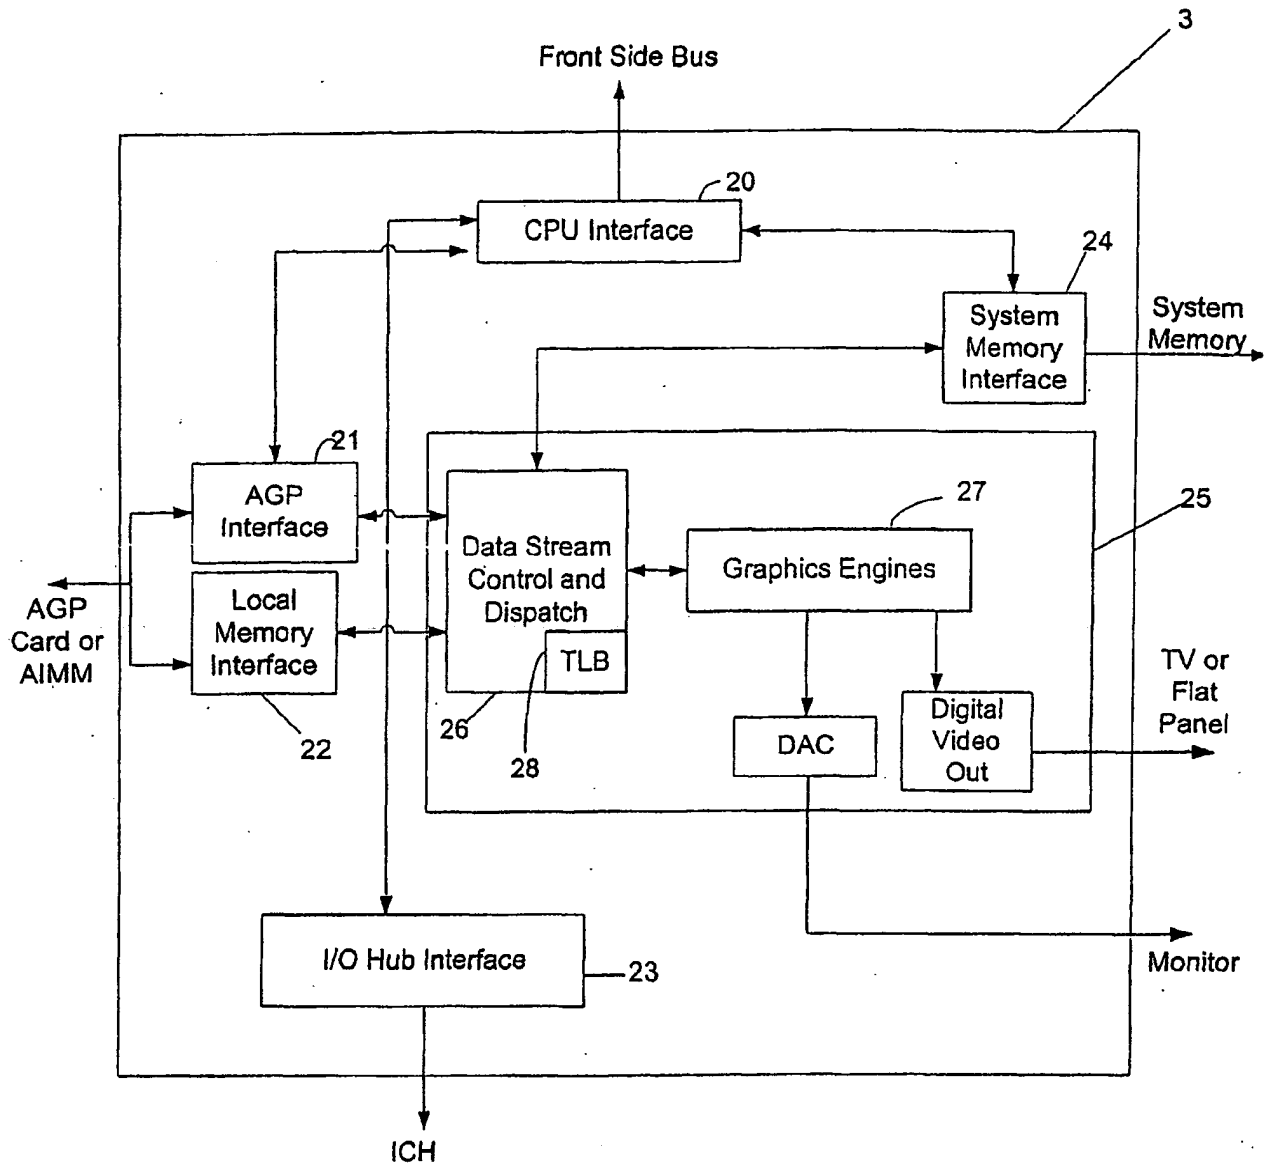 3
Front Side Bus
20
CPU Interface
24
System
Memory
Interface
System
Memory
21
AGP
Interface
27
25
Data Stream
Control and
Dispatch
Graphics Engines
AGP
Card or
AIMM
Local
Memory
Interface
TLB
TV or
Flat
Panel
22
26
28
DAC
Digital
Video
Out
I/O Hub Interface
23
Monitor
ICH